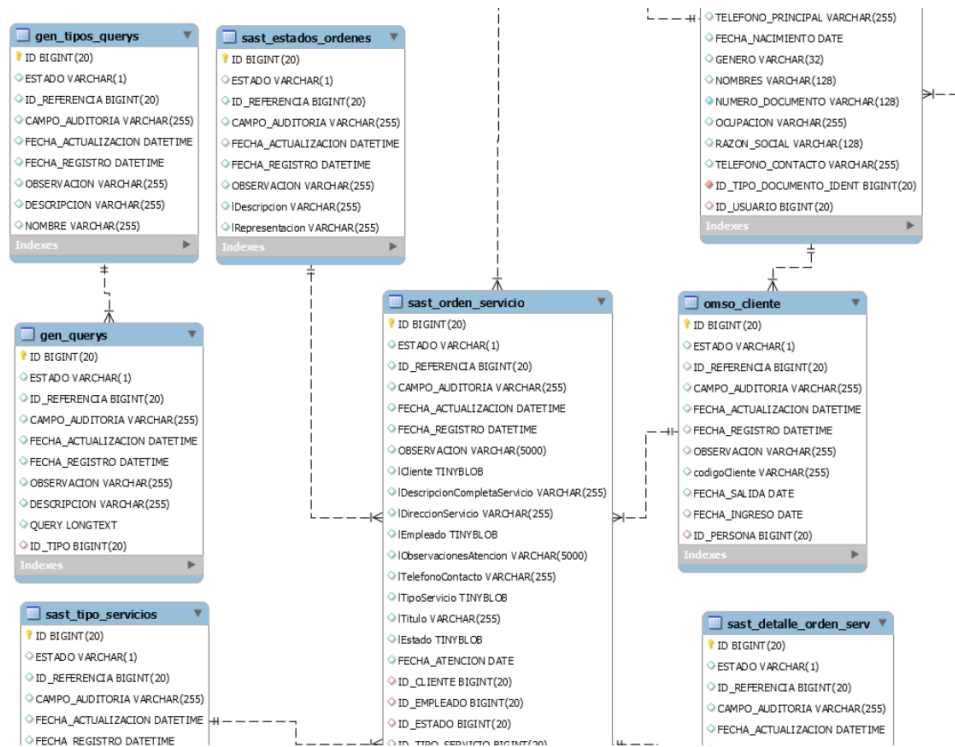 gen_tipos_querys
ID BIGINT(20)
ESTADO VARCHAR(1)
ID_REFERENCIA BIGINT(20)
CAMPO_AUDITORIA VARCHAR(255)
FECHA_ACTUALIZACION DATETIME
FECHA_REGISTRO DATETIME
OBSERVACION VARCHAR(255)
DESCRIPCION VARCHAR(255)
NOMBRE VARCHAR(255)
Indexes
sast_estados_ordenes
ID BIGINT(20)
ESTADO VARCHAR(1)
ID_REFERENCIA BIGINT(20)
CAMPO_AUDITORIA VARCHAR(255)
FECHA_ACTUALIZACION DATETIME
FECHA_REGISTRO DATETIME
OBSERVACION VARCHAR(255)
lDescripcion VARCHAR(255)
lRepresentacion VARCHAR(255)
Indexes
TELEFONO_PRINCIPAL VARCHAR(255)
FECHA_NACIMIENTO DATE
GENERO VARCHAR(32)
NOMBRES VARCHAR(128)
NUMERO_DOCUMENTO VARCHAR(128)
OCUPACION VARCHAR(255)
RAZON_SOCIAL VARCHAR(128)
TELEFONO_CONTACTO VARCHAR(255)
ID_TIPO_DOCUMENTO_IDENT BIGINT(20)
ID_USUARIO BIGINT(20)
Indexes
gen_querys
ID BIGINT(20)
ESTADO VARCHAR(1)
ID_REFERENCIA BIGINT(20)
CAMPO_AUDITORIA VARCHAR(255)
FECHA_ACTUALIZACION DATETIME
FECHA_REGISTRO DATETIME
OBSERVACION VARCHAR(255)
DESCRIPCION VARCHAR(255)
QUERY LONGTEXT
ID_TIPO BIGINT(20)
Indexes
sast_orden_servicio
ID BIGINT(20)
ESTADO VARCHAR(1)
ID_REFERENCIA BIGINT(20)
CAMPO_AUDITORIA VARCHAR(255)
FECHA_ACTUALIZACION DATETIME
FECHA_REGISTRO DATETIME
OBSERVACION VARCHAR(5000)
lCliente TINYBLOB
lDescripcionCompletaServicio VARCHAR(255)
lDireccionServicio VARCHAR(255)
lEmpleado TINYBLOB
lObservacionesAtencion VARCHAR(5000)
lTelefonoContacto VARCHAR(255)
lTipoServicio TINYBLOB
lTitulo VARCHAR(255)
lEstado TINYBLOB
FECHA_ATENCION DATE
ID_CLIENTE BIGINT(20)
ID_EMPLEADO BIGINT(20)
ID_ESTADO BIGINT(20)
ID_TIPO_SERVICIO BIGINT(20)
omso_cliente
ID BIGINT(20)
ESTADO VARCHAR(1)
ID_REFERENCIA BIGINT(20)
CAMPO_AUDITORIA VARCHAR(255)
FECHA_ACTUALIZACION DATETIME
FECHA_REGISTRO DATETIME
OBSERVACION VARCHAR(255)
codigoCliente VARCHAR(255)
FECHA_SALIDA DATE
FECHA_INGRESO DATE
ID_PERSONA BIGINT(20)
Indexes
sast_tipo_servicios
ID BIGINT(20)
ESTADO VARCHAR(1)
ID_REFERENCIA BIGINT(20)
CAMPO_AUDITORIA VARCHAR(255)
FECHA_ACTUALIZACION DATETIME
FECHA_REGISTRO DATETIME
sast_detalle_orden_serv
ID BIGINT(20)
ESTADO VARCHAR(1)
ID_REFERENCIA BIGINT(20)
CAMPO_AUDITORIA VARCHAR(255)
FECHA_ACTUALIZACION DATETIME